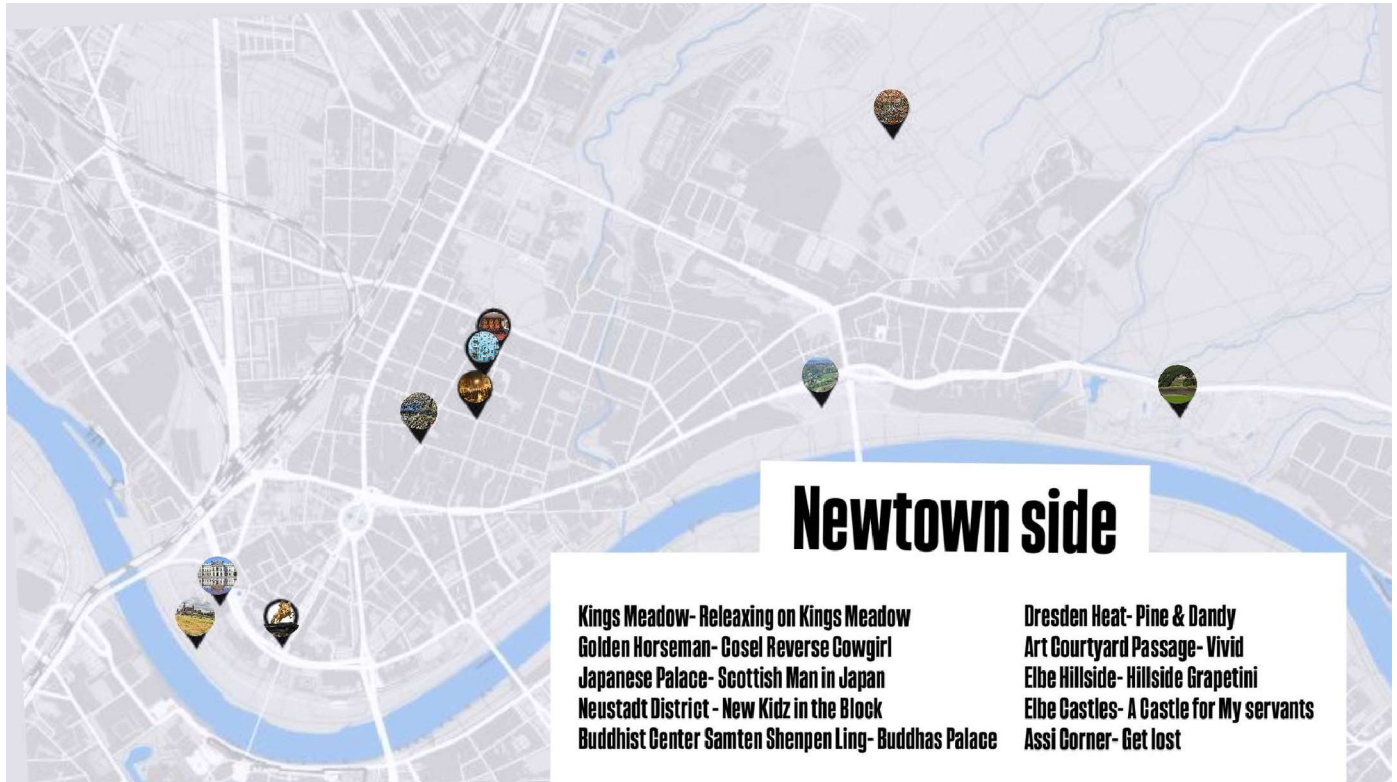 Newtown side
Kings Meadow- Releaxing on Kings Meadow
Golden Horseman- Cosel Reverse Cowgirl
Japanese Palace- Scottish Man in Japan
Neustadt District - New Kidz in the Block
Buddhist Center Samten Shenpen Ling- Buddhas Palace
Dresden Heat- Pine & Dandy
Art Courtyard Passage- Vivid
Elbe Hillside- Hillside Grapetini
Elbe Castles- A Castle for My servants
Assi Corner- Get lost